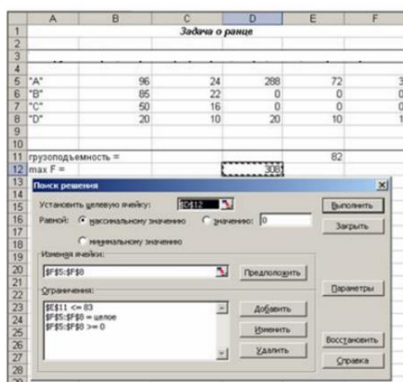 A B C D E F
1 Задача о ранце
2
3
5 "A" 96 24 288 72 3
6 "B" 85 22 0 0 0
7 "C" 50 16 0 0 0
8 "D" 20 10 20 10 1
9
10
11 грузоподъемность = 82
12 max F = 308
13 Поиск решения
14
15 Установить целевую ячейку: $D$12 Выполнить
16 Равной: максимальному значению значению: 0 Закрыть
17
18 минимальному значению
19 Изменяя ячейки:
20 $F$5:$F$8 Предположить
21 Параметры
22 Ограничения:
23 $E$11 <= 83 Добавить
24 $F$5:$F$8 = целое
25 $F$5:$F$8 >= 0 Изменить
26 Восстановить
27 Удалить
28 Справка